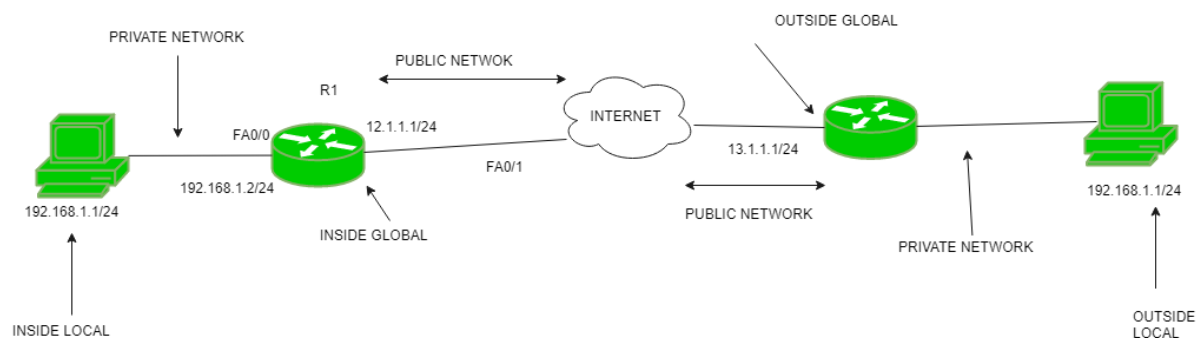 OUTSIDE GLOBAL
PRIVATE NETWORK
PUBLIC NETWOK
R1
INTERNET
FA0/0
12.1.1.1/24
13.1.1.1/24
FA0/1
192.168.1.2/24
192.168.1.1/24
192.168.1.1/24
PUBLIC NETWORK
INSIDE GLOBAL
PRIVATE NETWORK
INSIDE LOCAL
OUTSIDE
LOCAL